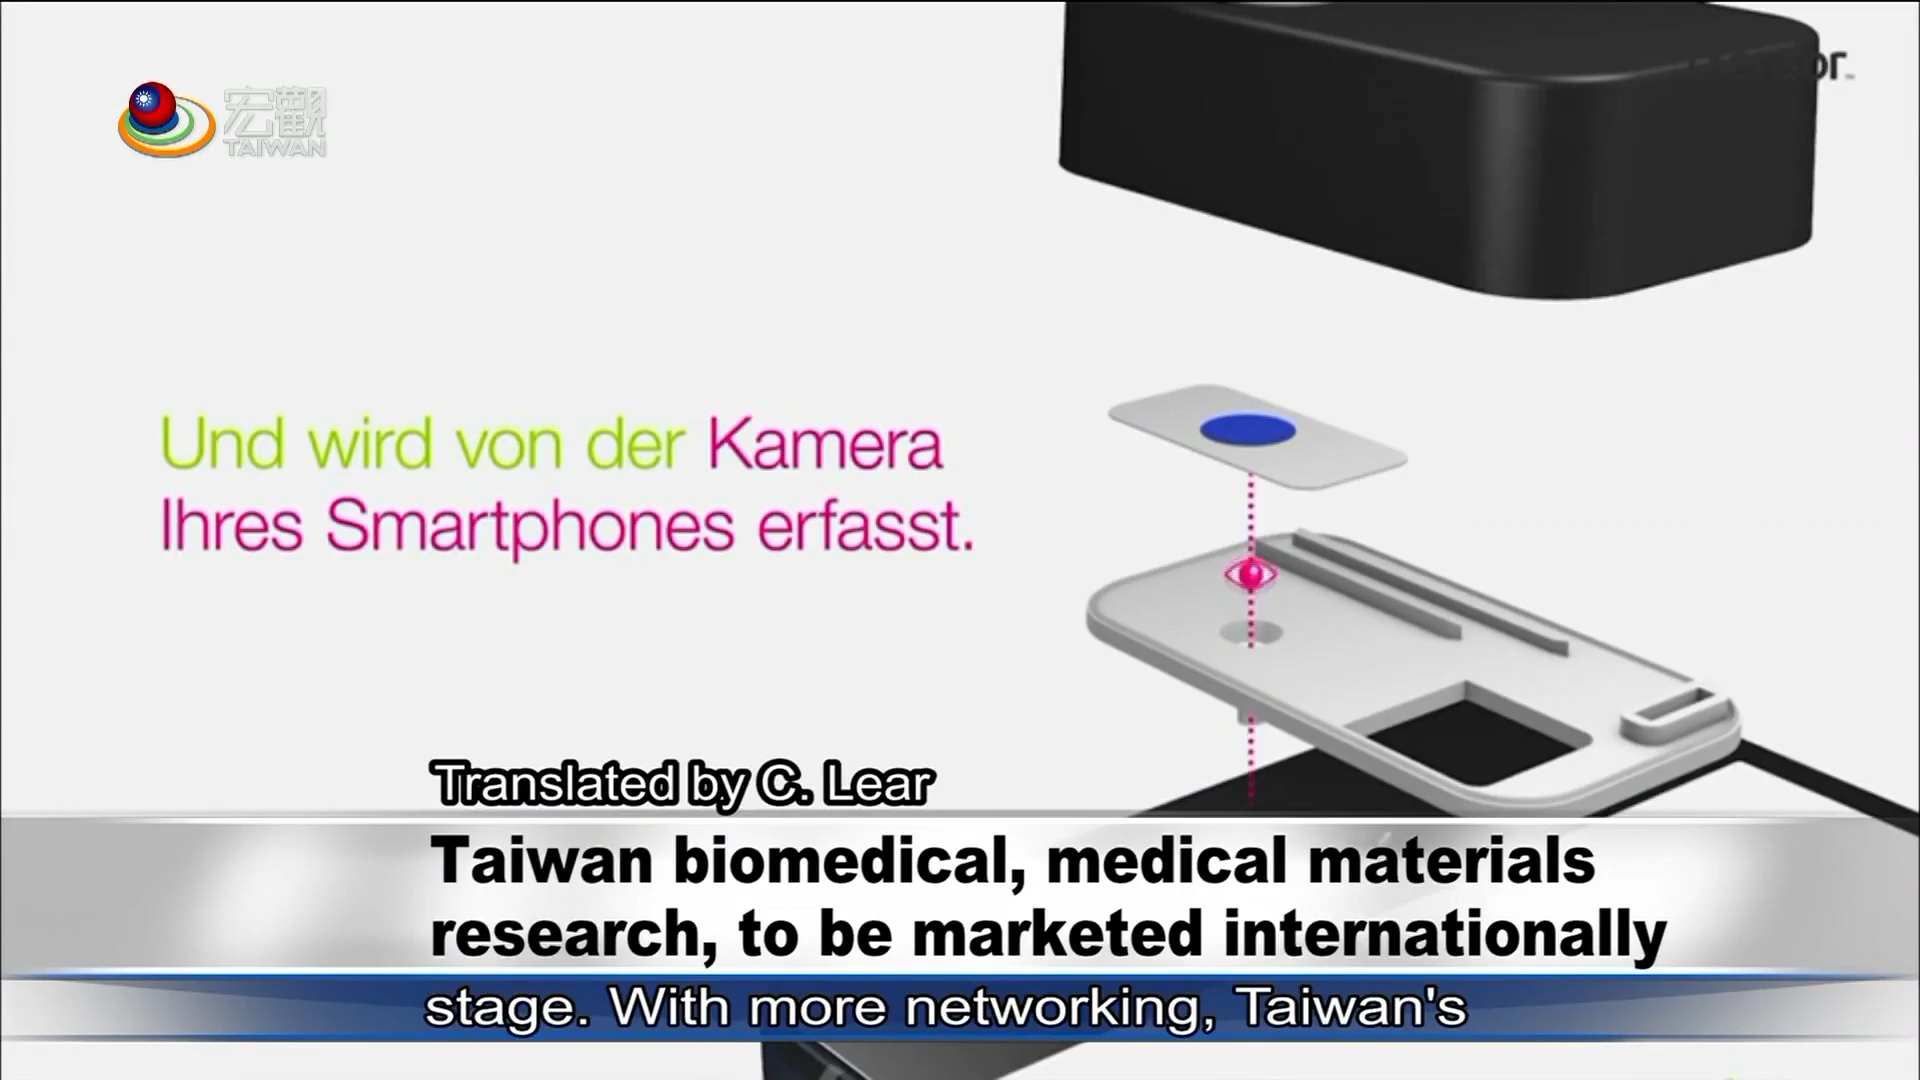 宏觀
TAIWAN
Und wird von der Kamera
Ihres Smartphones erfasst.
Translated by C. Lear
Taiwan biomedical, medical materials
research, to be marketed internationally
stage. With more networking, Taiwan's